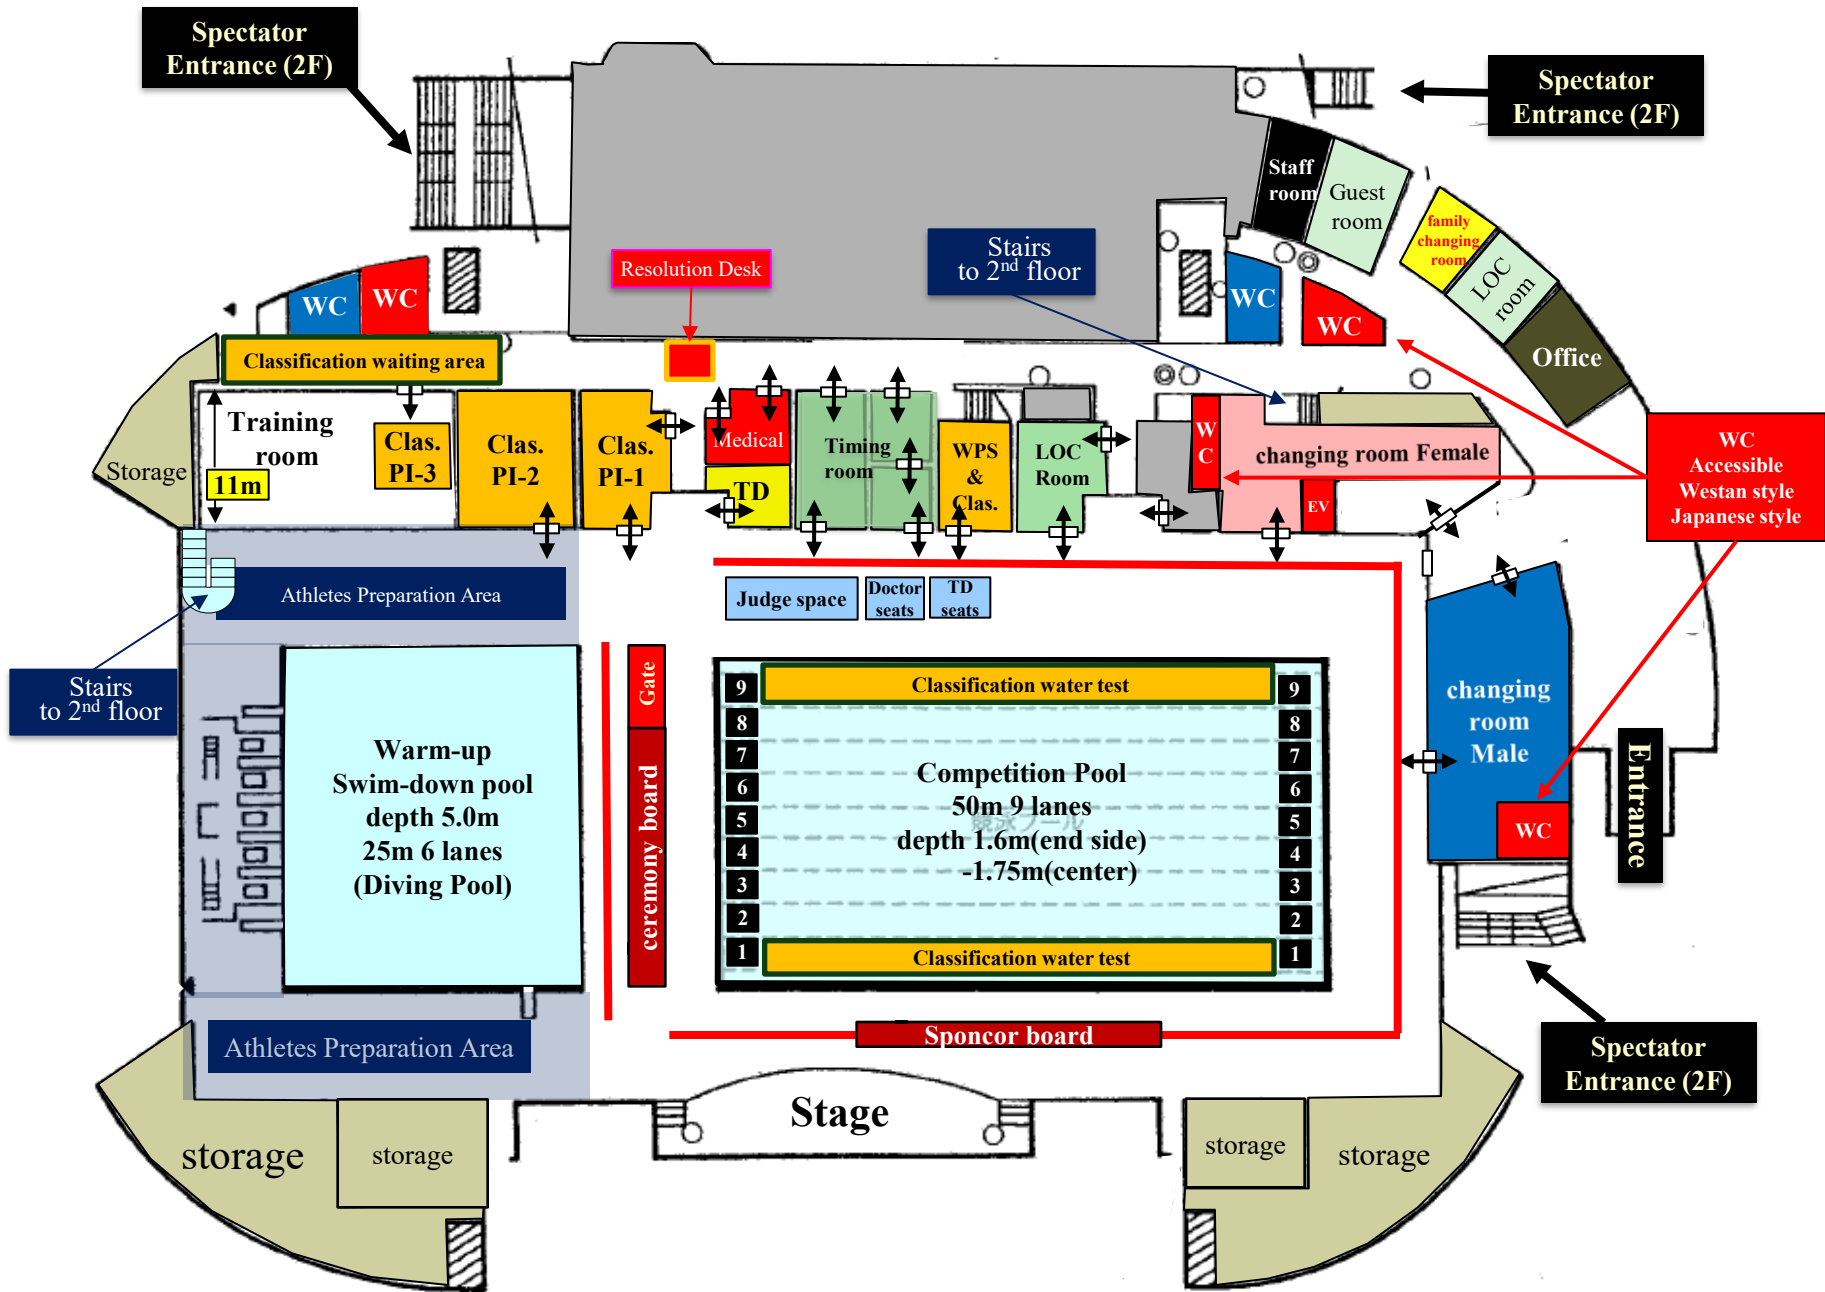 Spectator
Entrance (2F)
Spectator
Entrance (2F)
Staff
room
Guest
room
family
changing
room
LOC
room
Office
Stairs
to 2nd floor
Resolution Desk
WC
WC
WC
WC
Classification waiting area
Storage
Training
room
11m
Clas.
PI-3
Clas.
PI-2
Clas.
PI-1
Medical
TD
Timing
room
WPS
&
Clas.
LOC
Room
W
C
changing room Female
EV
WC
Accessible
Westan style
Japanese style
Athletes Preparation Area
Judge space
Doctor
seats
TD
seats
Stairs
to 2nd floor
Gate
ceremony board
Warm-up
Swim-down pool
depth 5.0m
25m 6 lanes
(Diving Pool)
9
8
7
6
5
4
3
2
1
Classification water test
Competition Pool
50m 9 lanes
競泳プール
depth 1.6m(end side)
-1.75m(center)
Classification water test
9
8
7
6
5
4
3
2
1
changing
room
Male
WC
Entrance
Athletes Preparation Area
Sponcor board
Spectator
Entrance (2F)
Stage
storage
storage
storage
storage